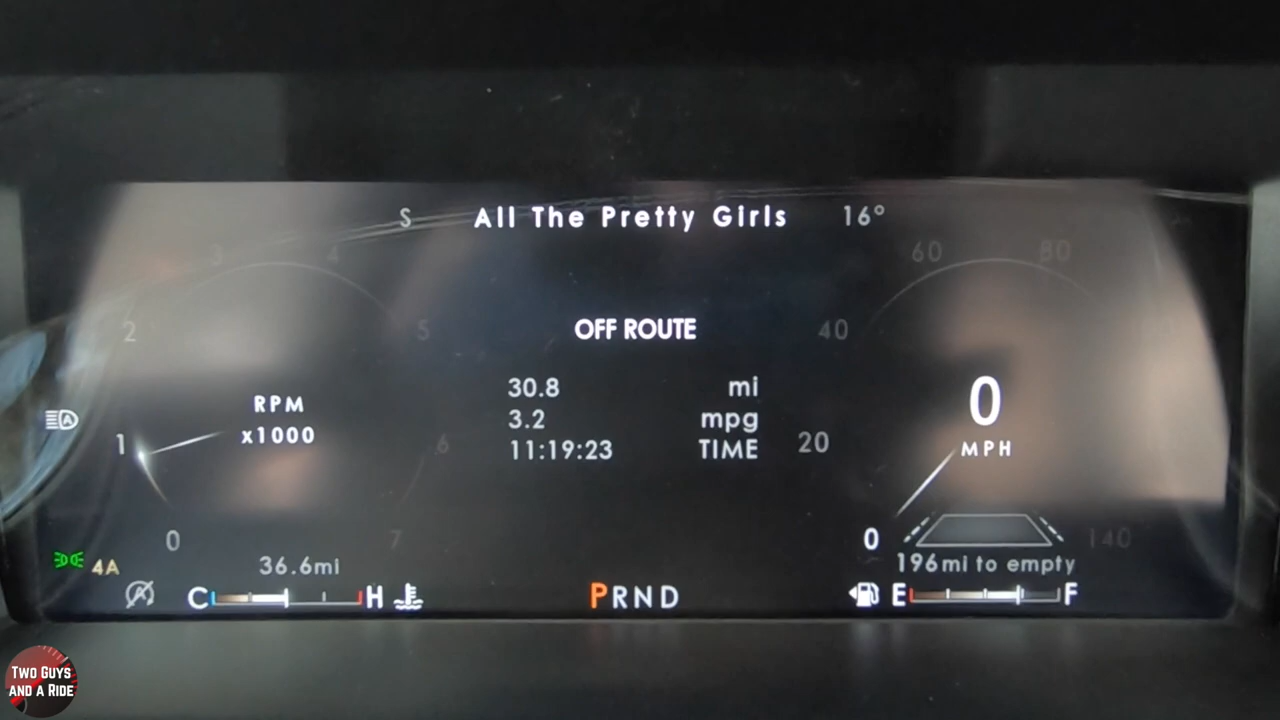 S All The Pretty Girls 16°
3 4 60 80
2 5 OFF ROUTE 40
30.8 mi
RPM 0
3.2 mpg
x1000
1 6 11:19:23 TIME 20 MPH
0 7 0 140
4A 36.6mi 196mi to empty
C H PRND E F
TWO GUYS
AND A RIDE